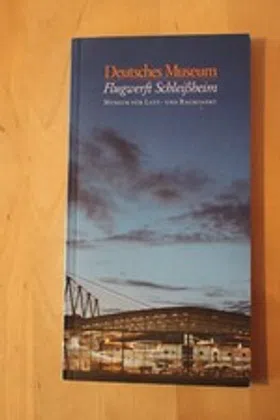 Deutsches Museum
Flugwerft Schleißheim
Museum für Luft- und Raumfahrt